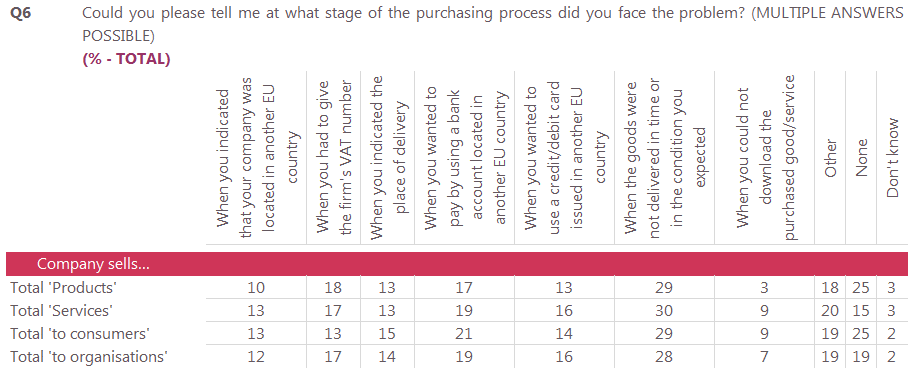 Q6 Could you please tell me at what stage of the purchasing process did you face the problem? (MULTIPLE ANSWERS
POSSIBLE)
(% - TOTAL)
When you indicated
that your company was
located in another EU
country
When you had to give
the firm's VAT number
When you indicated the
place of delivery
When you wanted to
pay by using a bank
account located in
another EU country
When you wanted to
use a credit/debit card
issued in another EU
country
When the goods were
not delivered in time or
in the condition you
expected
When you could not
download the
purchased good/service
Other
None
Don't know
Company sells...
Total 'Products' 10 18 13 17 13 29 3 18 25 3
Total 'Services' 13 17 13 19 16 30 9 20 15 3
Total 'to consumers' 13 13 15 21 14 29 9 19 25 2
Total 'to organisations' 12 17 14 19 16 28 7 19 19 2